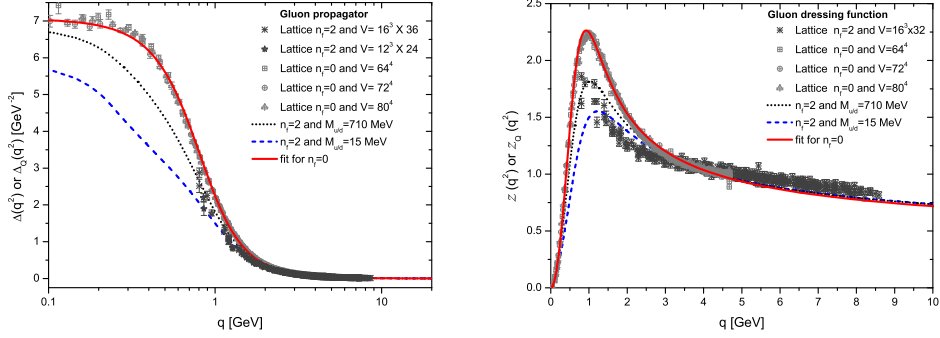 Gluon propagator
Lattice n_f=2 and V= 16³ X 36
Lattice n_f=2 and V= 12³ X 24
Lattice n_f=0 and V= 64⁴
Lattice n_f=0 and V= 72⁴
Lattice n_f=0 and V= 80⁴
n_f=2 and M_u/d=710 MeV
n_f=2 and M_u/d=15 MeV
fit for n_f=0
Δ(q²) or Δ_Q(q²) [GeV⁻²]
7
6
5
4
3
2
1
0
0.1
1
10
q [GeV]
Gluon dressing function
Lattice n_f=2 and V=16³x32
Lattice n_f=0 and V=64⁴
Lattice n_f=0 and V=72⁴
Lattice n_f=0 and V=80⁴
n_f=2 and M_u/d=710 MeV
n_f=2 and M_u/d=15 MeV
fit for n_f=0
Z (q²) or Z_Q (q²)
2.5
2.0
1.5
1.0
0.5
0.0
0 1 2 3 4 5 6 7 8 9 10
q [GeV]